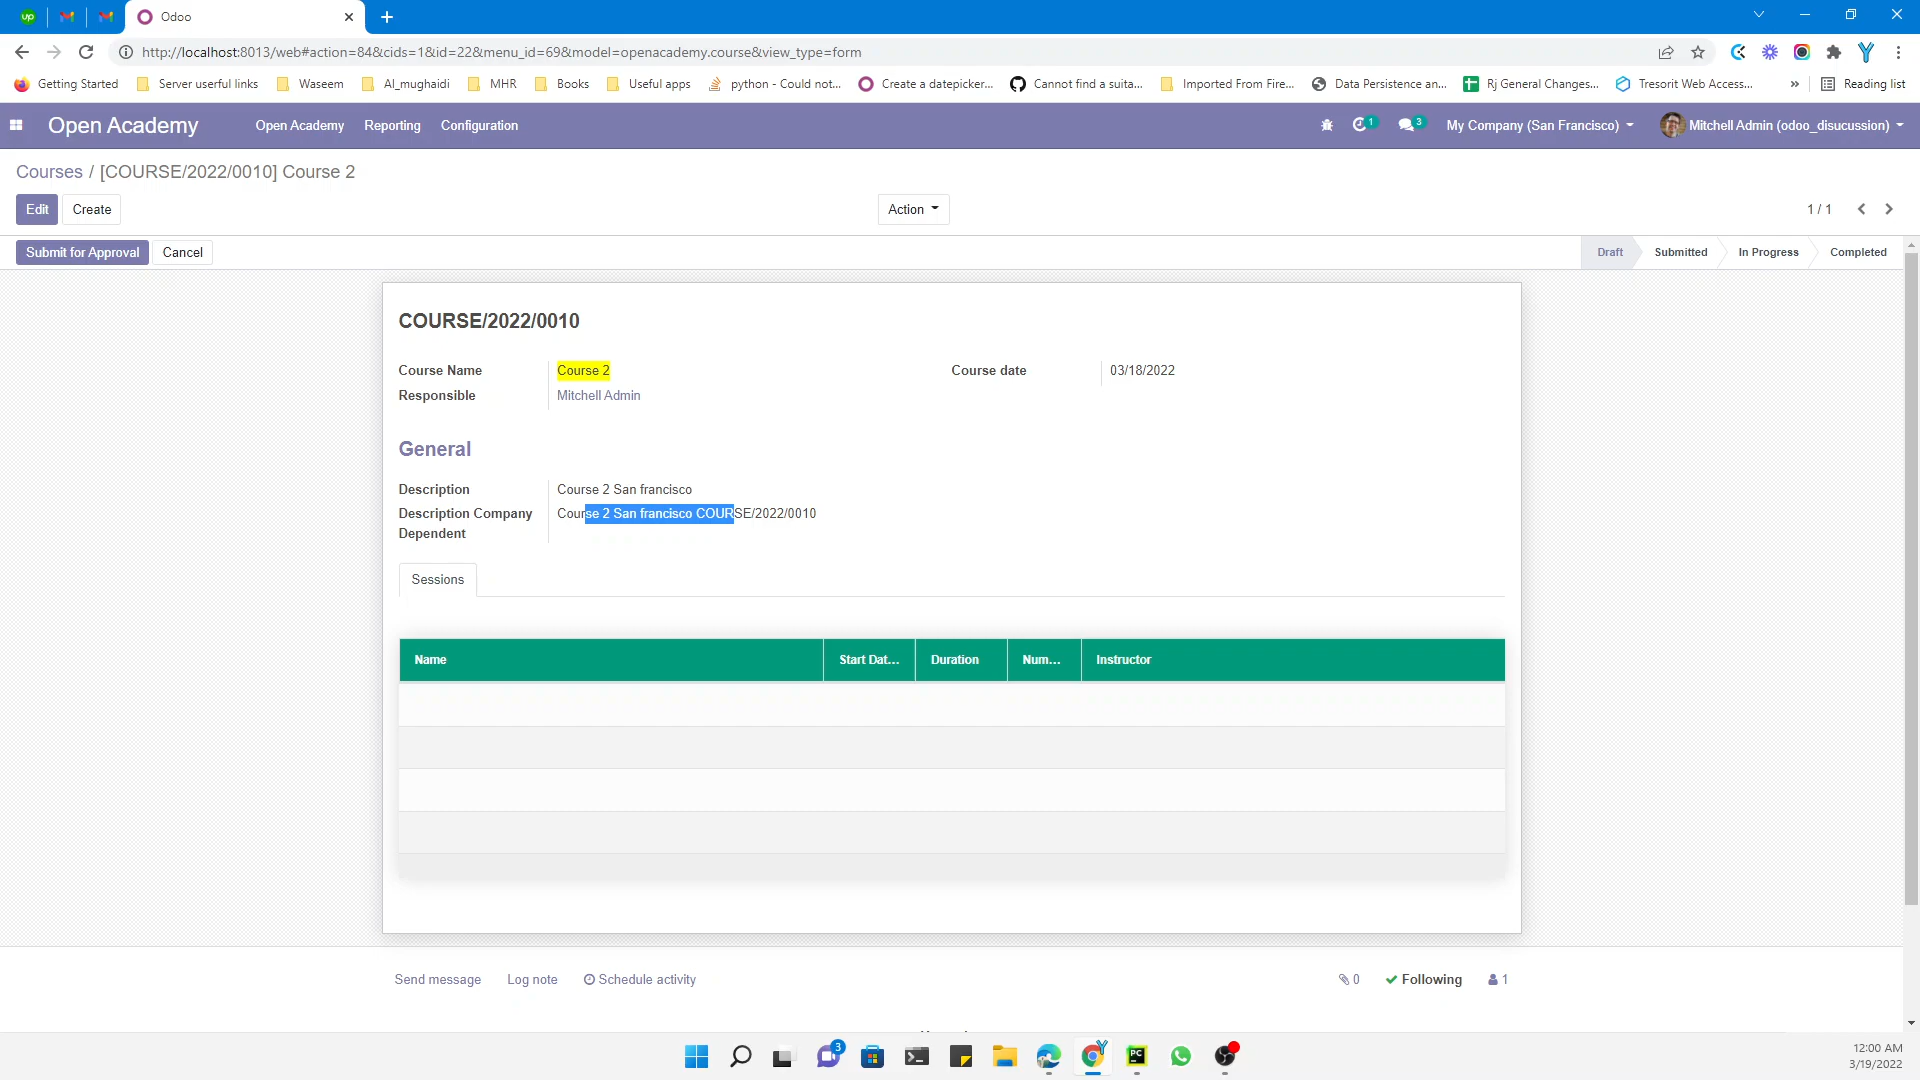 up
Odoo
http://localhost:8013/web#action=84&cids=1&id=22&menu_id=69&model=openacademy.course&view_type=form
Getting Started Server userful links Waseem Al_mughaidi MHR Books Useful apps python - Could not... Create a datepicker... Cannot find a suita... Imported From Fire... Data Persistence an... Rj General Changes... Tresorit Web Access... » Reading list
Open Academy Open Academy Reporting Configuration 1 3 My Company (San Francisco) Mitchell Admin (odoo_disucussion)
Courses / [COURSE/2022/0010] Course 2
Edit Create Action 1 / 1
Submit for Approval Cancel Draft Submitted In Progress Completed
COURSE/2022/0010
Course Name Course 2 Course date 03/18/2022
Responsible Mitchell Admin
General
Description Course 2 San francisco
Description Company Course 2 San francisco COURSE/2022/0010
Dependent
Sessions
Name Start Dat... Duration Num... Instructor
Send message Log note Schedule activity 0 Following 1
3 PC
12:00 AM
3/19/2022